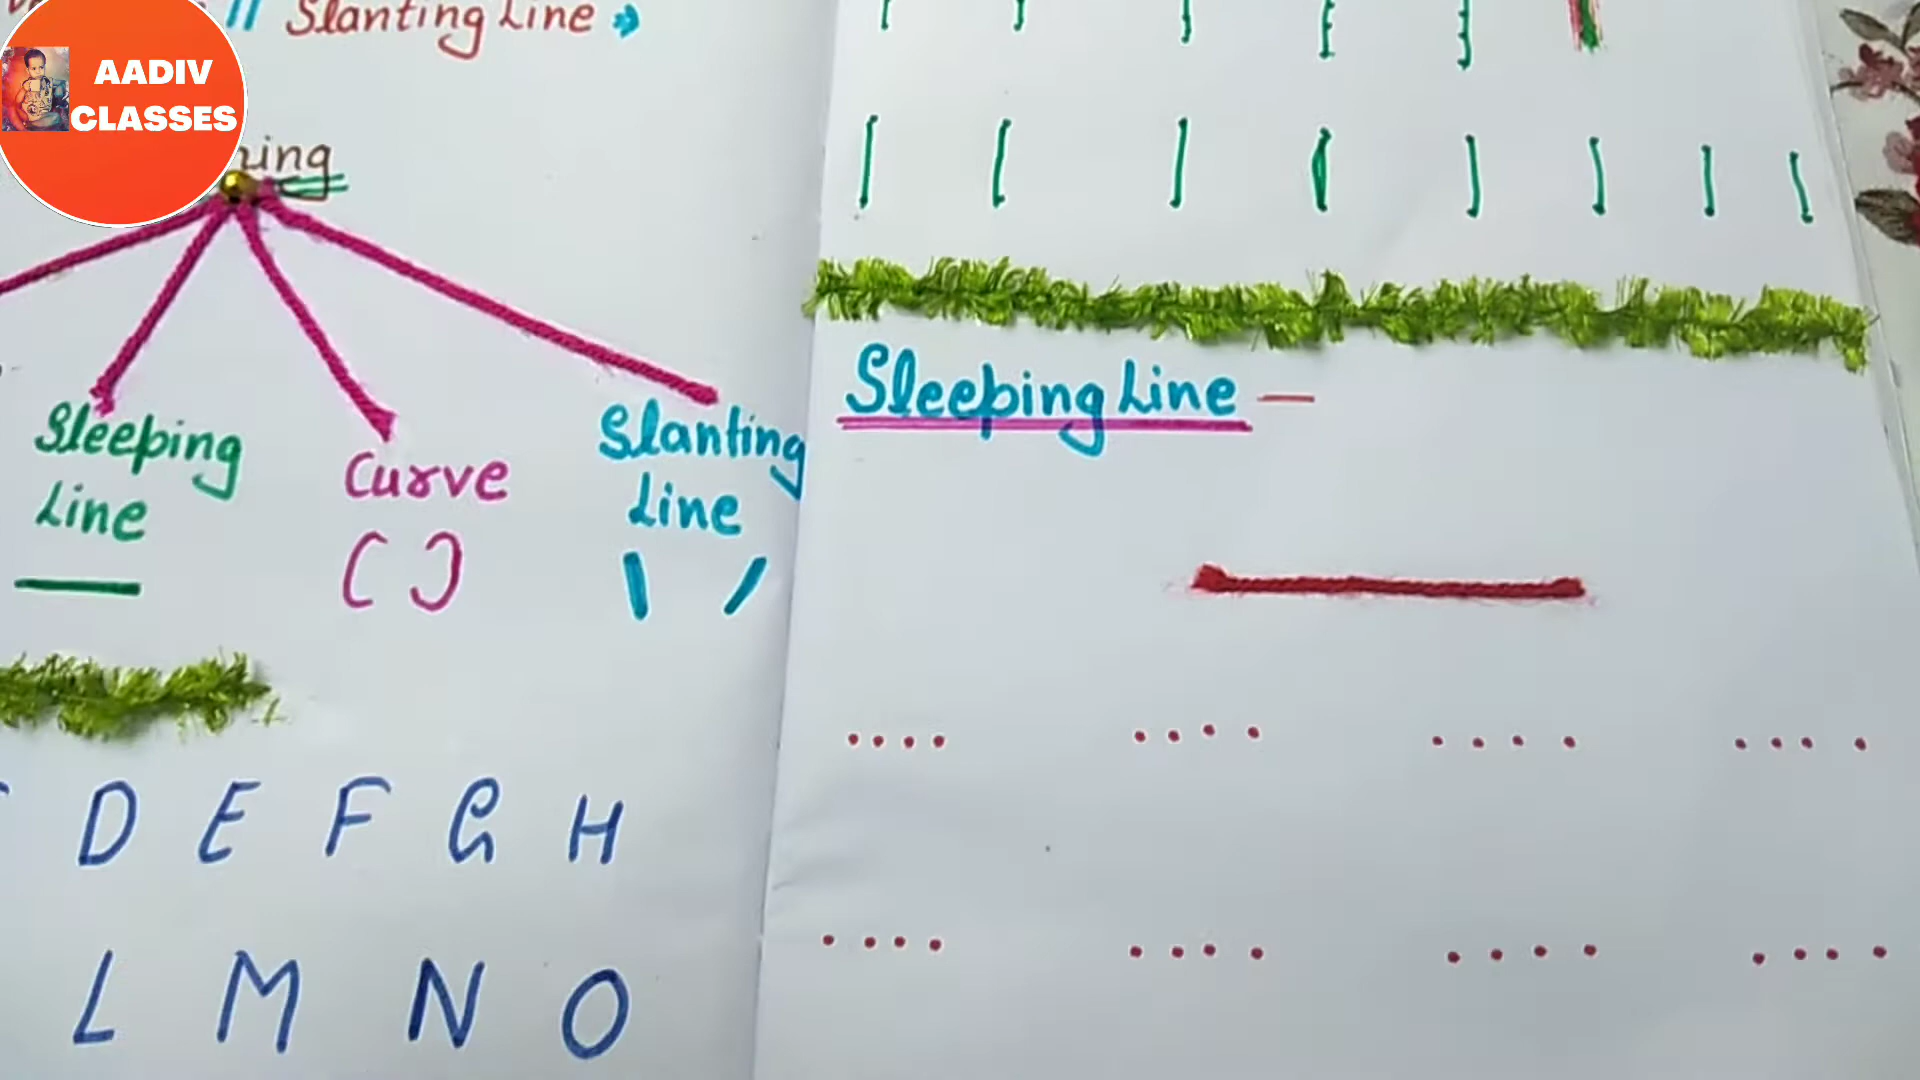 Slanting Line
AADIV
CLASSES
Sleeping
Line
Curve
Slanting
Line
D E F G H
L M N O
Sleeping Line —